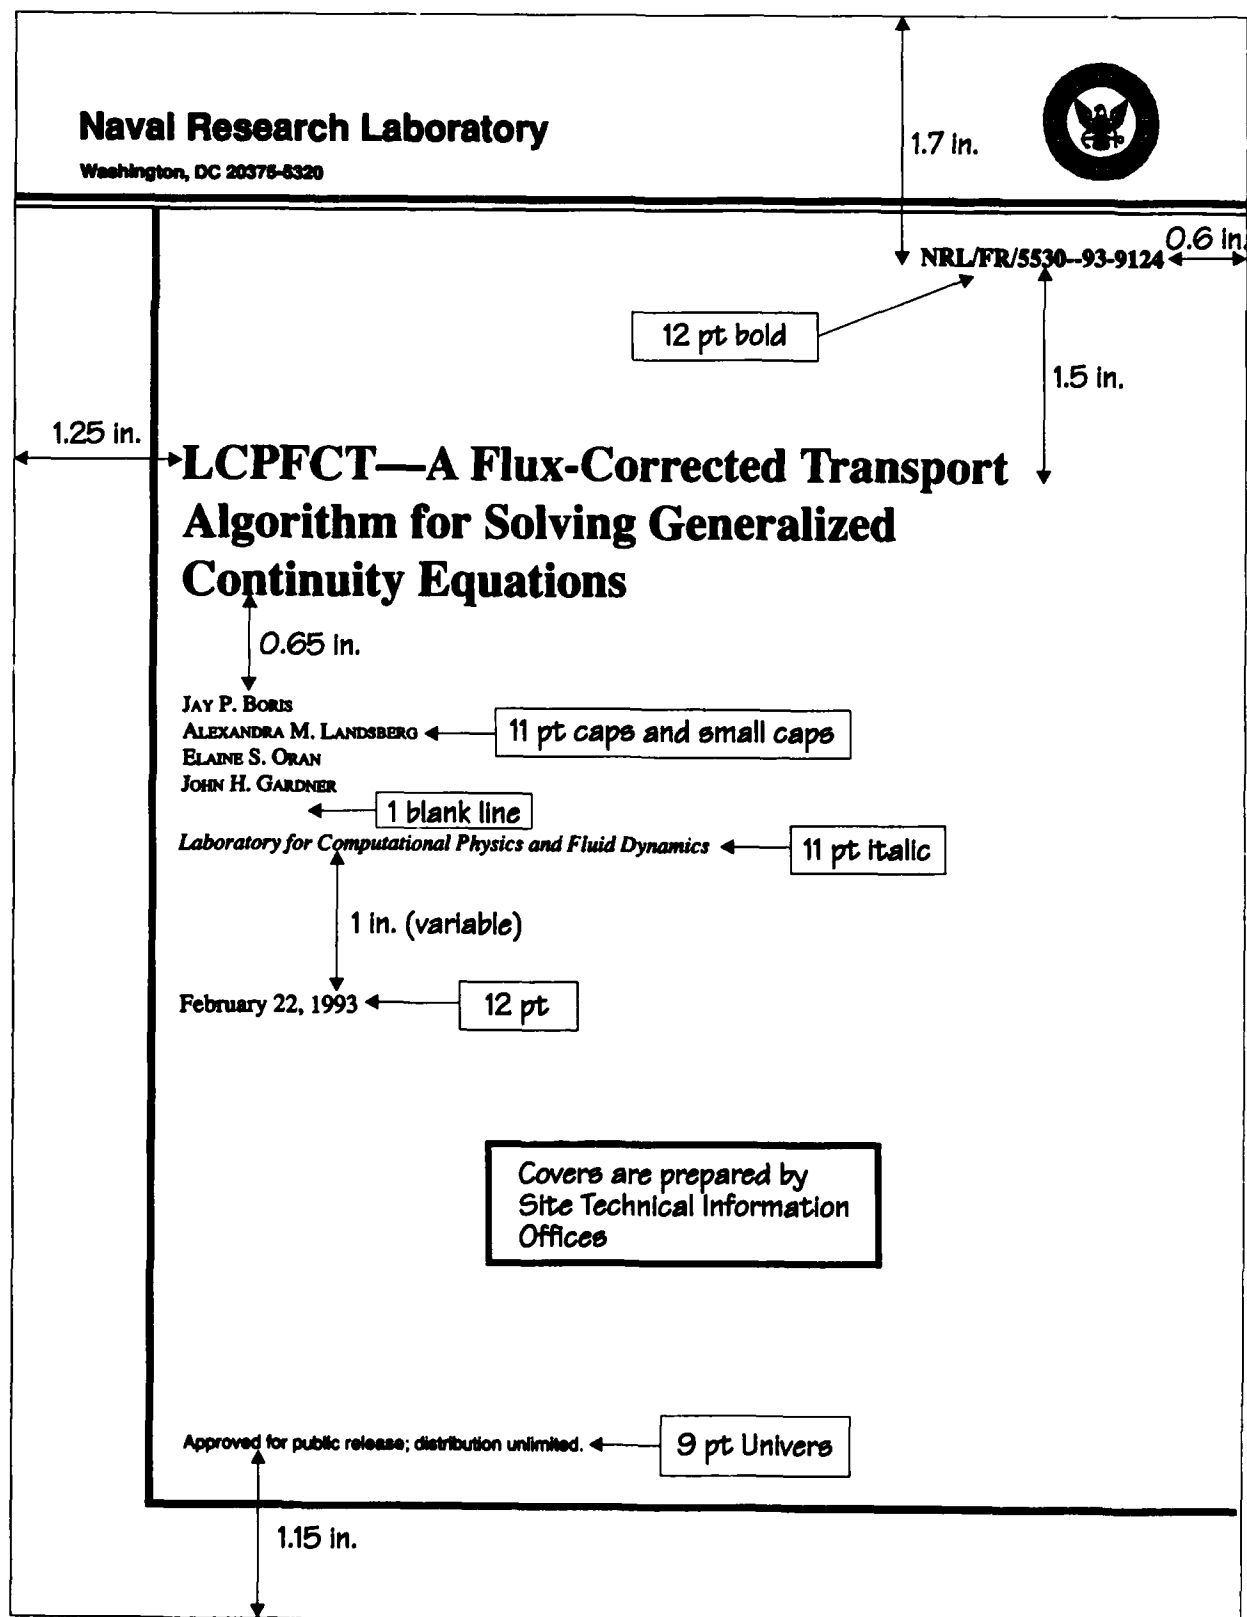 Naval Research Laboratory
Washington, DC 20375-5320
1.7 in.
NRL/FR/5530--93-9124
0.6 in.
12 pt bold
1.5 in.
1.25 in.
LCPFCT—A Flux-Corrected Transport
Algorithm for Solving Generalized
Continuity Equations
0.65 in.
JAY P. BORIS
ALEXANDRA M. LANDSBERG
11 pt caps and small caps
ELAINE S. ORAN
JOHN H. GARDNER
1 blank line
Laboratory for Computational Physics and Fluid Dynamics
11 pt italic
1 in. (variable)
February 22, 1993
12 pt
Covers are prepared by
Site Technical Information
Offices
Approved for public release; distribution unlimited.
9 pt Univers
1.15 in.